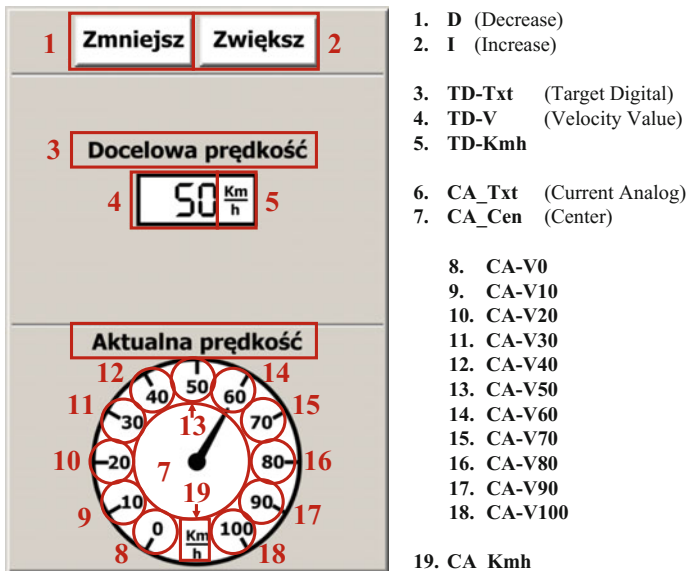 1 Zmniejsz Zwiększ 2
3 Docelowa prędkość
4 50 Km/h 5
Aktualna prędkość
12 50 14
11 40 60 15
30 13 70
10 20 7 80 16
19
9 10 90 17
0 Km/h 100
8 18
1. D (Decrease)
2. I (Increase)
3. TD-Txt (Target Digital)
4. TD-V (Velocity Value)
5. TD-Kmh
6. CA_Txt (Current Analog)
7. CA_Cen (Center)
8. CA-V0
9. CA-V10
10. CA-V20
11. CA-V30
12. CA-V40
13. CA-V50
14. CA-V60
15. CA-V70
16. CA-V80
17. CA-V90
18. CA-V100
19. CA_Kmh